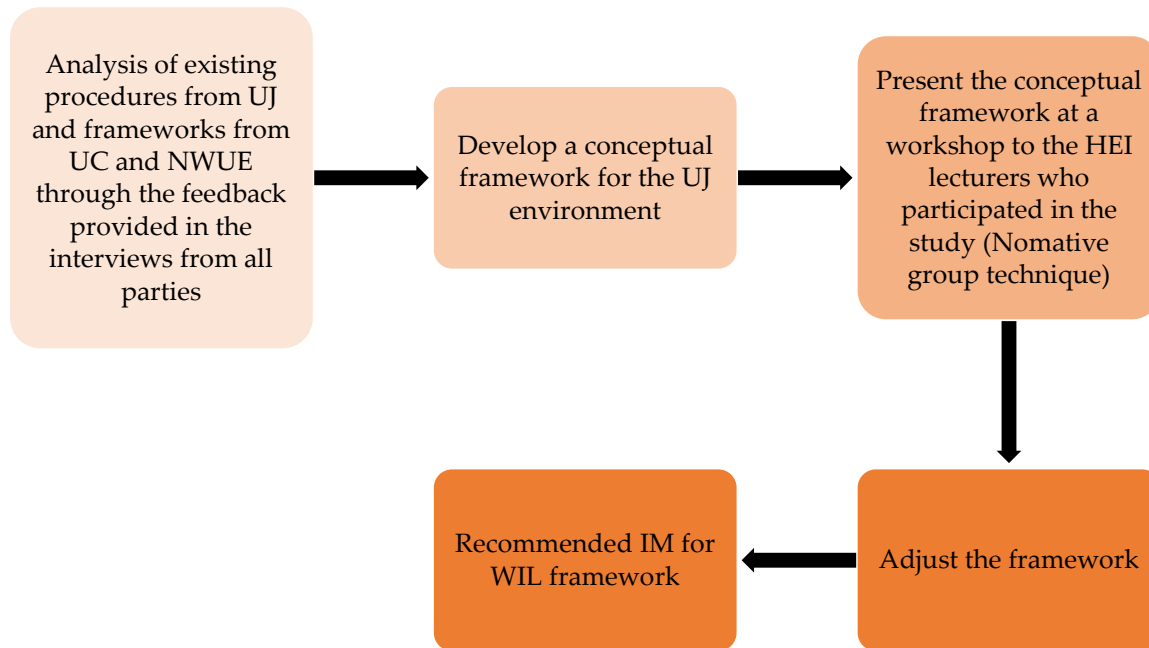 Analysis of existing
procedures from UJ
and frameworks from
UC and NWUE
through the feedback
provided in the
interviews from all
parties
Develop a conceptual
framework for the UJ
environment
Present the conceptual
framework at a
workshop to the HEI
lecturers who
participated in the
study (Nomative
group technique)
Adjust the framework
Recommended IM for
WIL framework